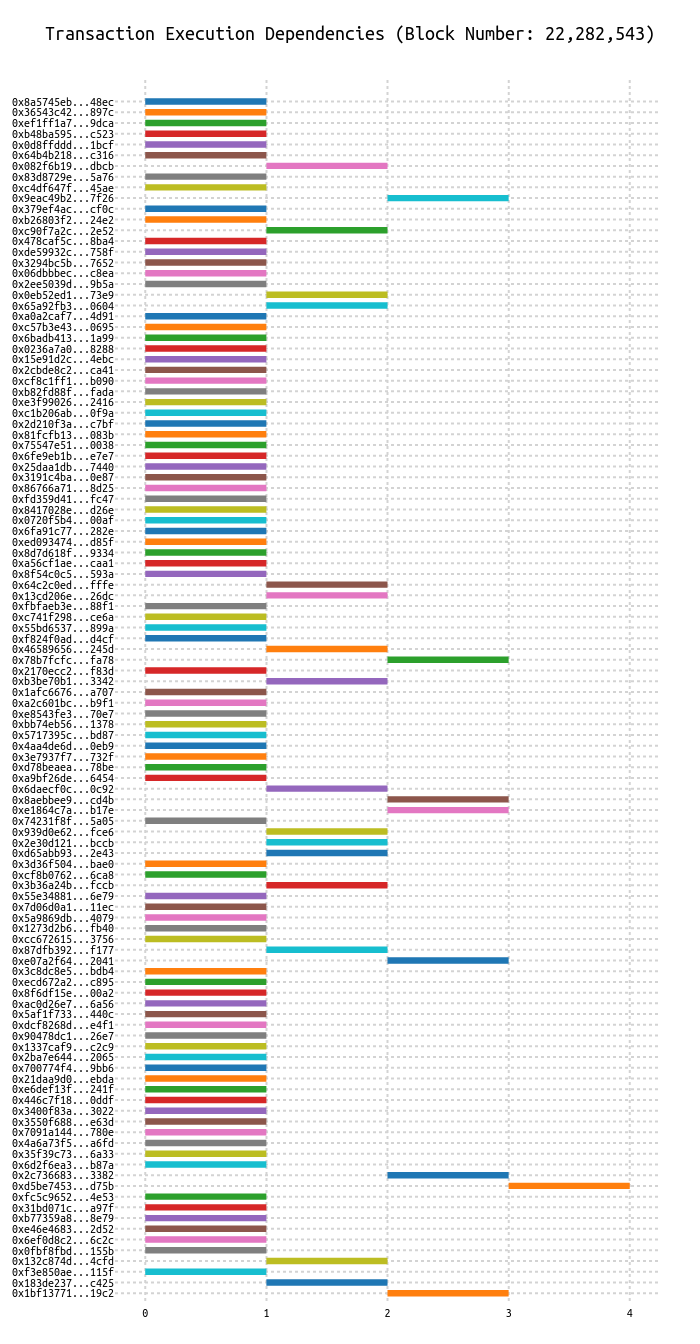 Transaction Execution Dependencies (Block Number: 22,282,543)
0x8a5745eb...48ec
0x36543c42...897c
0xef1ff1a7...9dca
0xb48ba595...c523
0x0d8ffddd...1bcf
0x64b4b218...c316
0x082f6b19...dbcb
0x83d8729e...5a76
0xc4df647f...45ae
0x9eac49b2...7f26
0x379ef4ac...cf0c
0xb26803f2...24e2
0xc90f7a2c...2e52
0x478caf5c...8ba4
0xde59932c...758f
0x3294bc5b...7652
0x06dbbbec...c8ea
0x2ee5039d...9b5a
0x0eb52ed1...73e9
0x65a92fb3...0604
0xa0a2caf7...4d91
0xc57b3e43...0695
0x6badb413...1a99
0x0236a7a0...8288
0x15e91d2c...4ebc
0x2cbde8c2...ca41
0xcf8c1ff1...b090
0xb82fd88f...fada
0xe3f99026...2416
0xc1b206ab...0f9a
0x2d210f3a...c7bf
0x81fcfb13...083b
0x75547e51...0038
0x6fe9eb1b...e7e7
0x25daa1db...7440
0x3191c4ba...0e87
0x86766a71...8d25
0xfd359d41...fc47
0x8417028e...d26e
0x0720f5b4...00af
0x6fa91c77...282e
0xed093474...d85f
0x8d7d618f...9334
0xa56cf1ae...caa1
0x8f54c0c5...593a
0x64c2c0ed...fffe
0x13cd206e...26dc
0xfbfaeb3e...88f1
0xc741f298...ce6a
0x55bd6537...899a
0xf824f0ad...d4cf
0x46589656...245d
0x78b7fcfc...fa78
0x2170ecc2...f83d
0xb3be70b1...3342
0x1afc6676...a707
0xa2c601bc...b9f1
0xe8543fe3...70e7
0xbb74eb56...1378
0x5717395c...bd87
0x4aa4de6d...0eb9
0x3e7937f7...732f
0xd78beaea...78be
0xa9bf26de...6454
0x6daecf0c...0c92
0x8aebbee9...cd4b
0xe1864c7a...b17e
0x74231f8f...5a05
0x939d0e62...fce6
0x2e30d121...bccb
0xd65abb93...2e43
0x3d36f504...bae0
0xcf8b0762...6ca8
0x3b36a24b...fccb
0x55e34881...6e79
0x7d06d0a1...11ec
0x5a9869db...4079
0x1273d2b6...fb40
0xcc672615...3756
0x87dfb392...f177
0xe07a2f64...2041
0x3c8dc8e5...bdb4
0xecd672a2...c895
0x8f6df15e...00a2
0xac0d26e7...6a56
0x5af1f733...440c
0xdcf8268d...e4f1
0x90478dc1...26e7
0x1337caf9...c2c9
0x2ba7e644...2065
0x700774f4...9bb6
0x21daa9d0...ebda
0xe6def13f...241f
0x446c7f18...0ddf
0x3400f83a...3022
0x3550f688...e63d
0x7091a144...780e
0x4a6a73f5...a6fd
0x35f39c73...6a33
0x6d2f6ea3...b87a
0x2c736683...3382
0xd5be7453...d75b
0xfc5c9652...4e53
0x31bd071c...a97f
0xb77359a8...8e79
0xe46e4683...2d52
0x6ef0d8c2...6c2c
0x0fbf8fbd...155b
0x132c874d...4cfd
0xf3e850ae...115f
0x183de237...c425
0x1bf13771...19c2
0 1 2 3 4